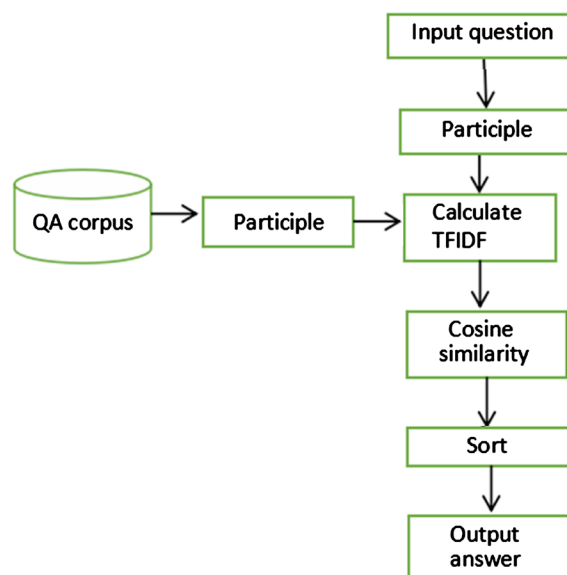 Input question
Participle
QA corpus
Participle
Calculate
TFIDF
Cosine
similarity
Sort
Output
answer